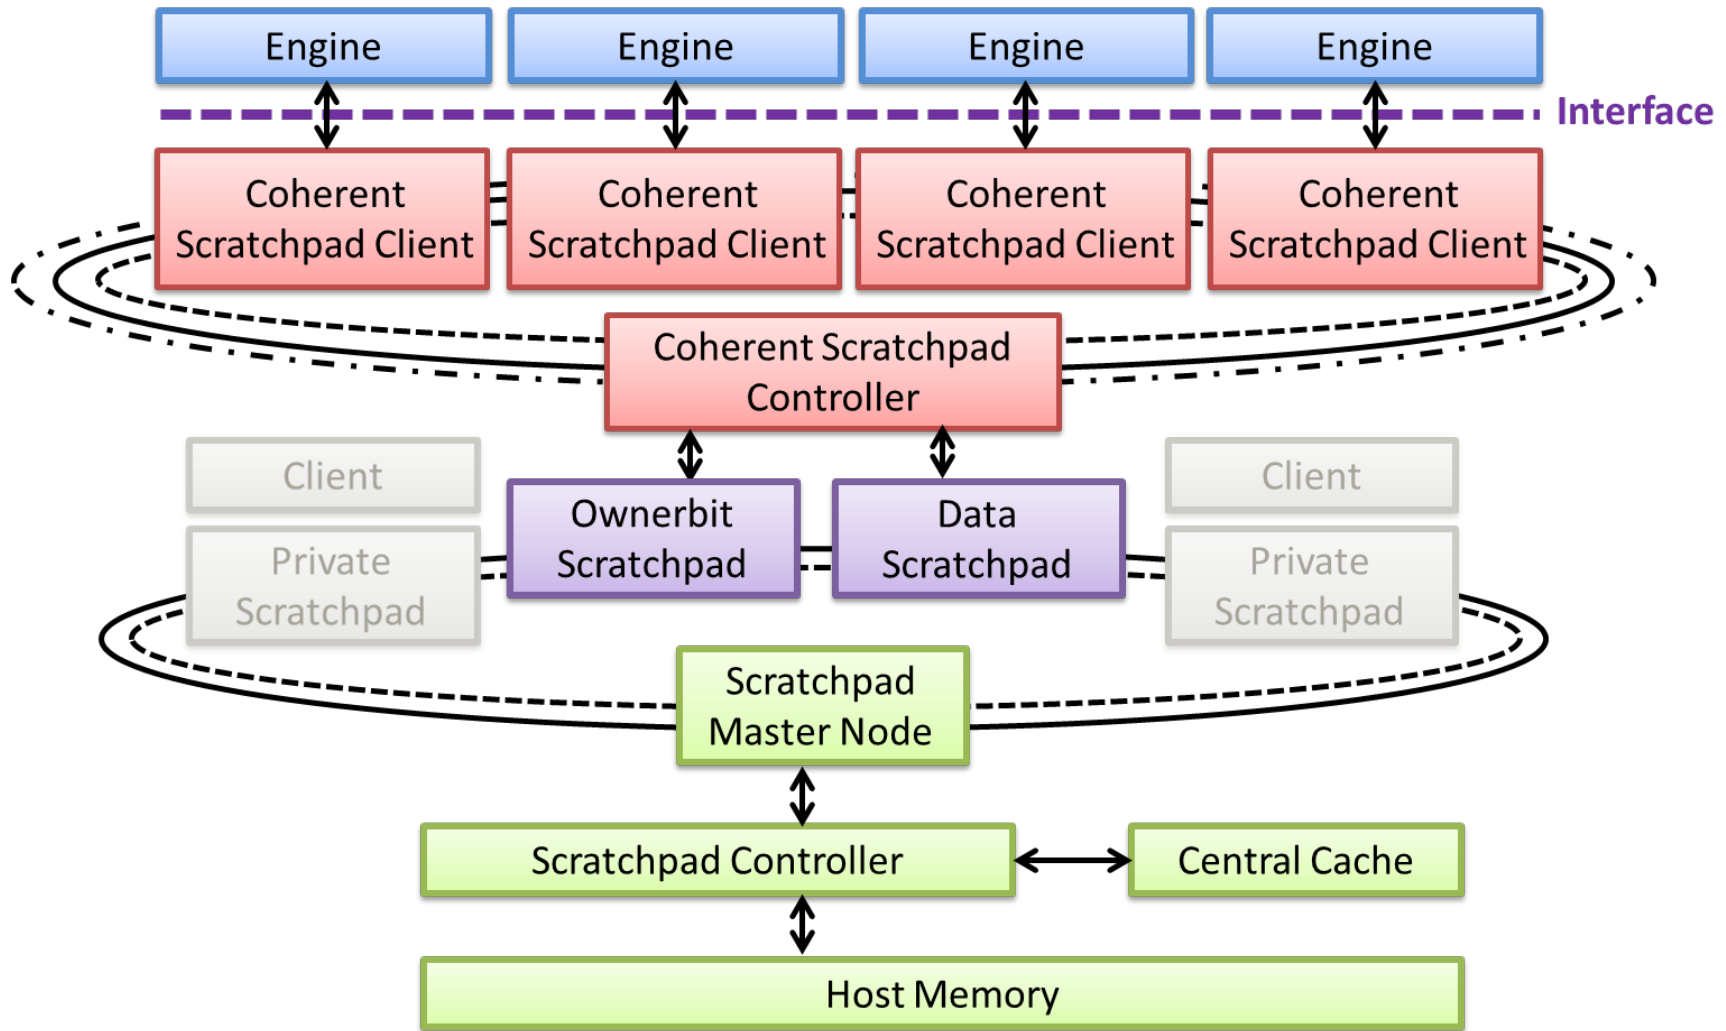 Engine
Engine
Engine
Engine
Interface
Coherent
Scratchpad Client
Coherent
Scratchpad Client
Coherent
Scratchpad Client
Coherent
Scratchpad Client
Coherent Scratchpad
Controller
Client
Client
Ownerbit
Scratchpad
Data
Scratchpad
Private
Scratchpad
Private
Scratchpad
Scratchpad
Master Node
Scratchpad Controller
Central Cache
Host Memory